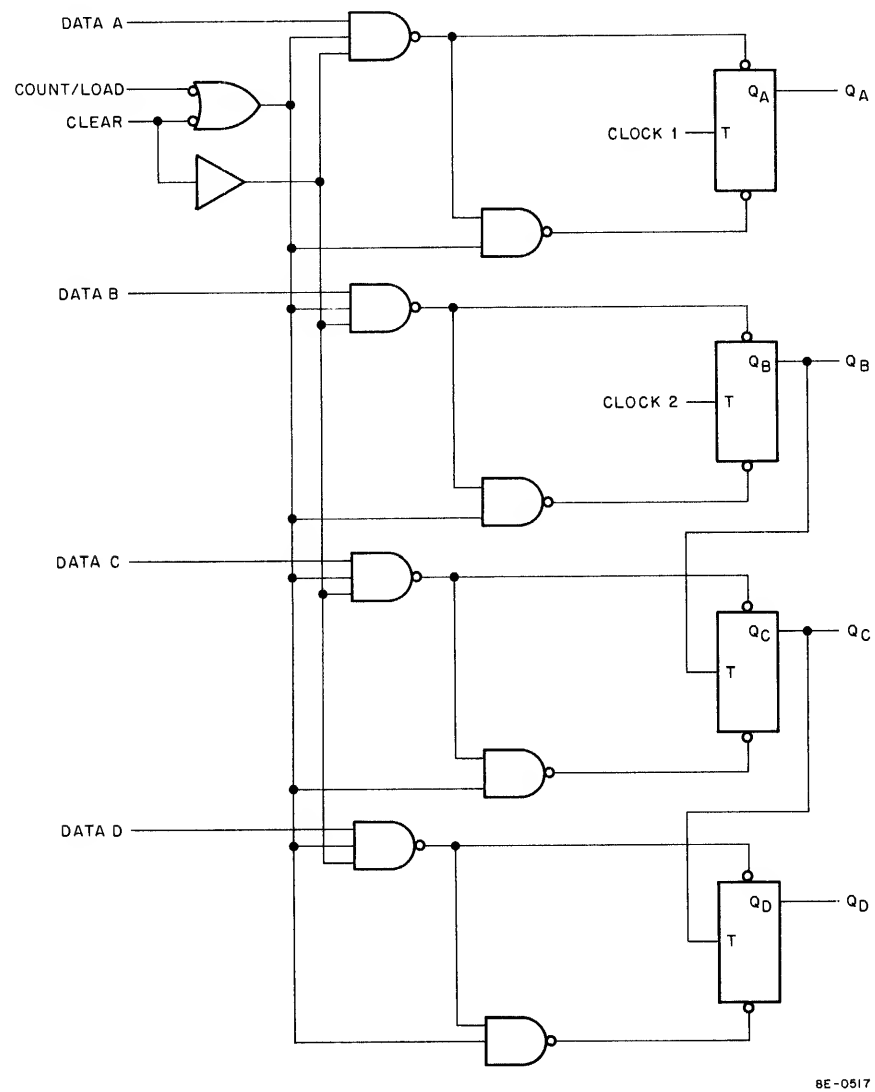 DATA A
COUNT/LOAD
CLEAR
QA
QA
CLOCK 1
T
DATA B
QB
QB
CLOCK 2
T
DATA C
QC
QC
T
DATA D
QD
QD
T
8E-0517